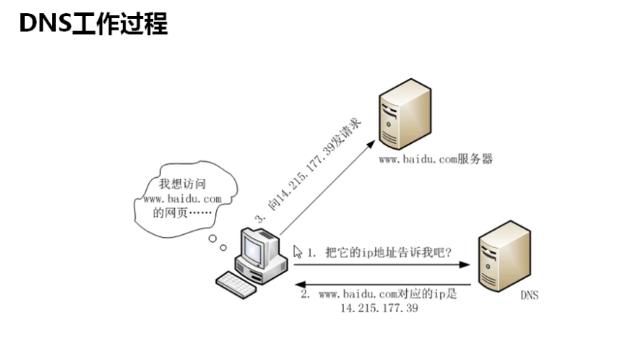 DNS工作过程
我想访问
www.baidu.com
的网页……
3. 向14.215.177.39发请求
www.baidu.com服务器
1. 把它的ip地址告诉我吧?
2. www.baidu.com对应的ip是
14.215.177.39
DNS